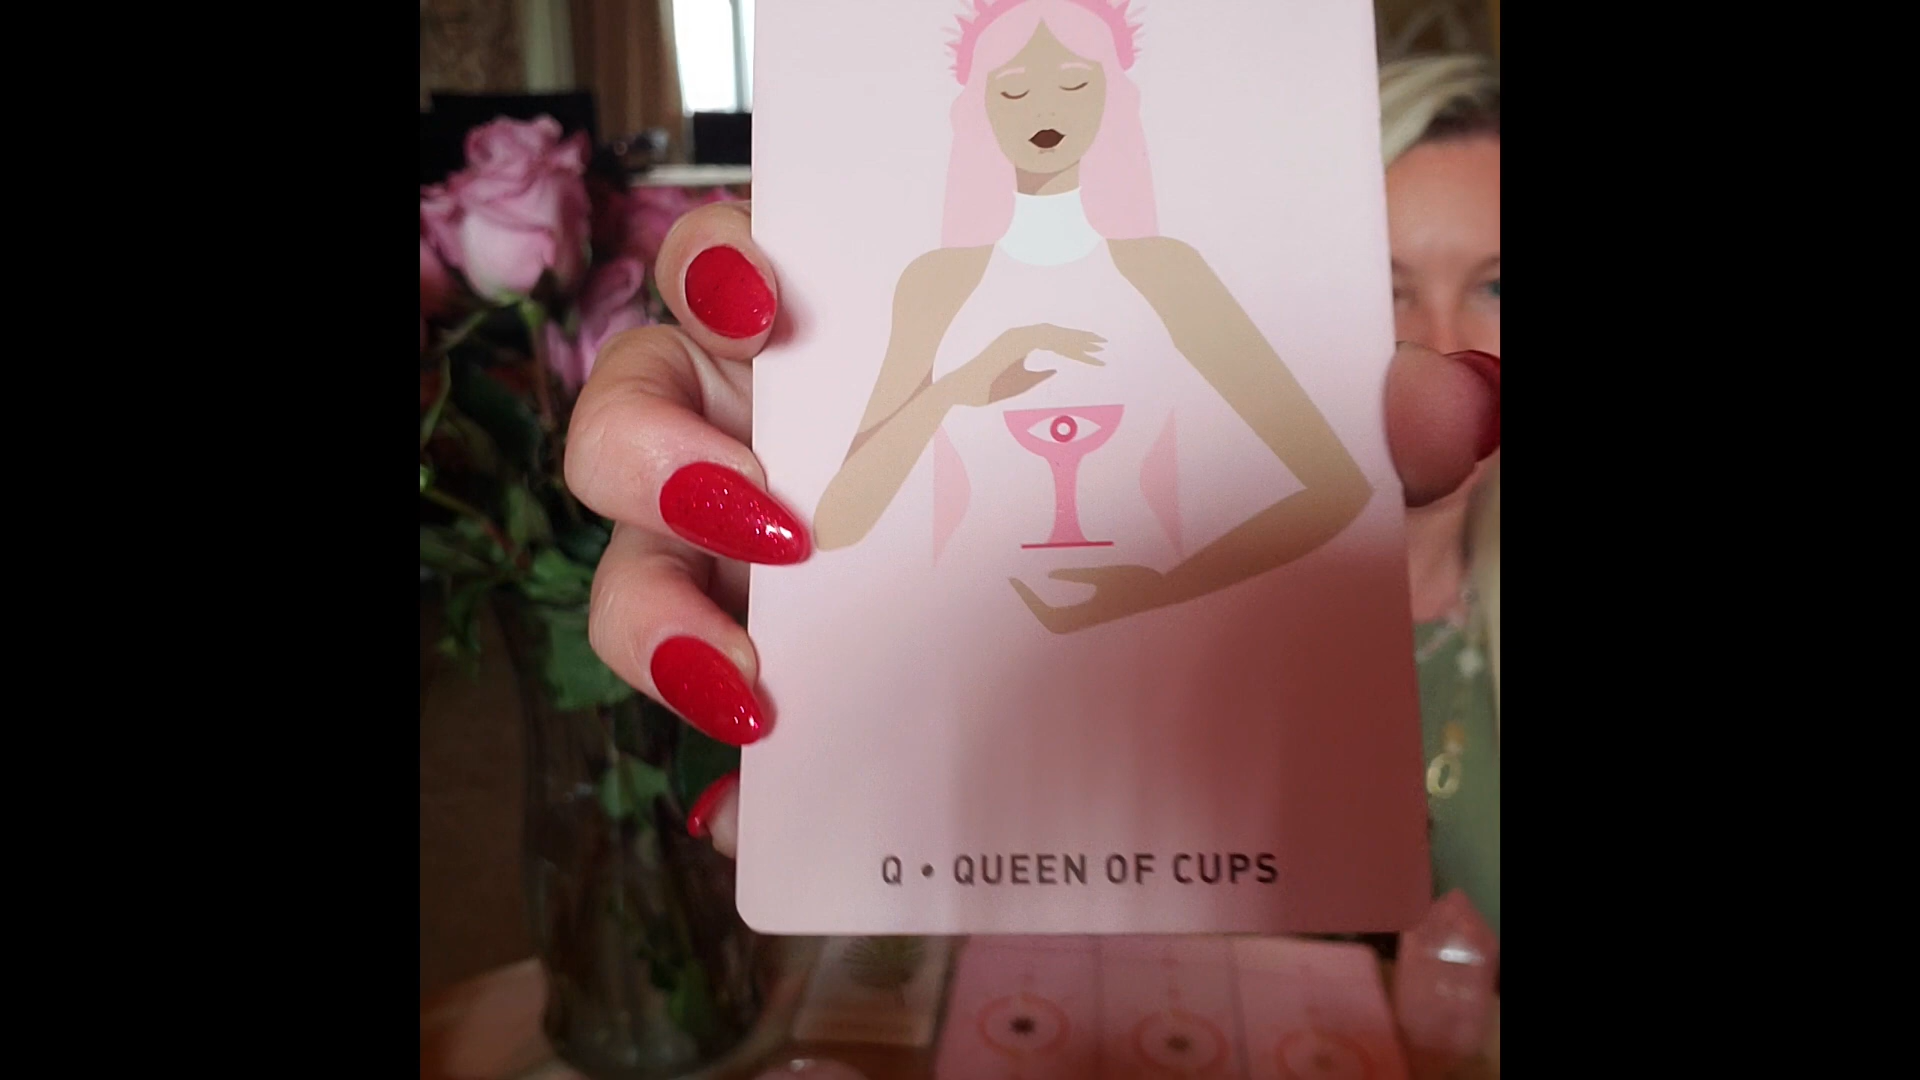 Q • QUEEN OF CUPS